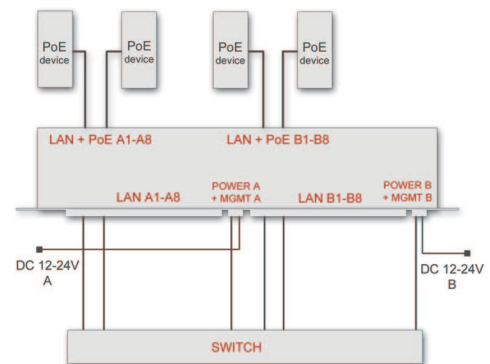 PoE
device
PoE
device
PoE
device
PoE
device
LAN + PoE A1-A8
LAN + PoE B1-B8
LAN A1-A8
POWER A
+ MGMT A
LAN B1-B8
POWER B
+ MGMT B
DC 12-24V
A
DC 12-24V
B
SWITCH